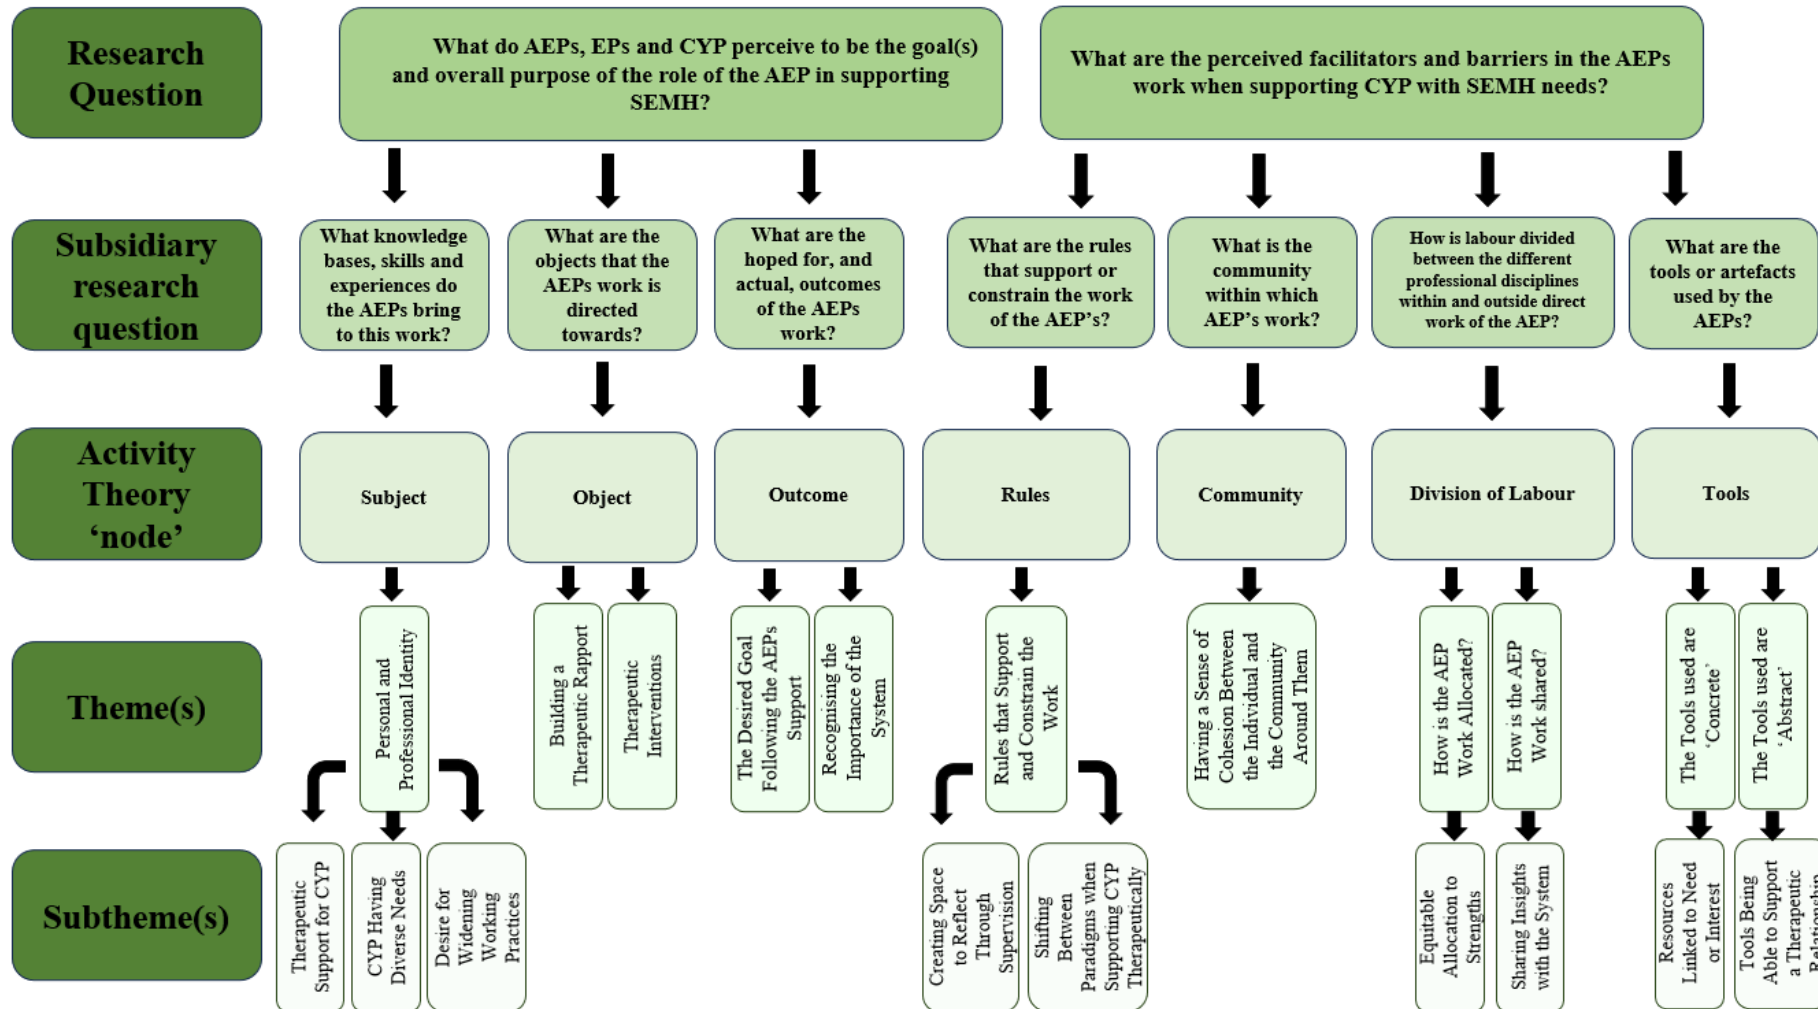 Research
Question
What do AEPs, EPs and CYP perceive to be the goal(s)
and overall purpose of the role of the AEP in supporting
SEMH?
What are the perceived facilitators and barriers in the AEPs
work when supporting CYP with SEMH needs?
Subsidiary
research
question
What knowledge
bases, skills and
experiences do
the AEPs bring
to this work?
What are the
objects that the
AEPs work is
directed
towards?
What are the
hoped for, and
actual, outcomes
of the AEPs
work?
What are the rules
that support or
constrain the work
of the AEP's?
What is the
community
within which
AEP's work?
How is labour divided
between the different
professional disciplines
within and outside direct
work of the AEP?
What are the
tools or artefacts
used by the
AEPs?
Activity
Theory
‘node’
Subject
Object
Outcome
Rules
Community
Division of Labour
Tools
Theme(s)
Personal and
Professional Identity
Building a
Therapeutic Rapport
Therapeutic
Interventions
The Desired Goal
Following the AEPs
Support
Recognising the
Importance of the
System
Rules that Support
and Constrain the
Work
Having a Sense of
Cohesion Between
the Individual and
the Community
Around Them
How is the AEP
Work Allocated?
How is the AEP
Work shared?
The Tools used are
‘Concrete’
The Tools used are
‘Abstract’
Subtheme(s)
Therapeutic
Support for CYP
CYP Having
Diverse Needs
Desire for
Widening
Working
Practices
Creating Space
to Reflect
Through
Supervision
Shifting
Between
Paradigms when
Supporting CYP
Therapeutically
Equitable
Allocation to
Strengths
Sharing Insights
with the System
Resources
Linked to Need
or Interest
Tools Being
Able to Support
a Therapeutic
Relationship